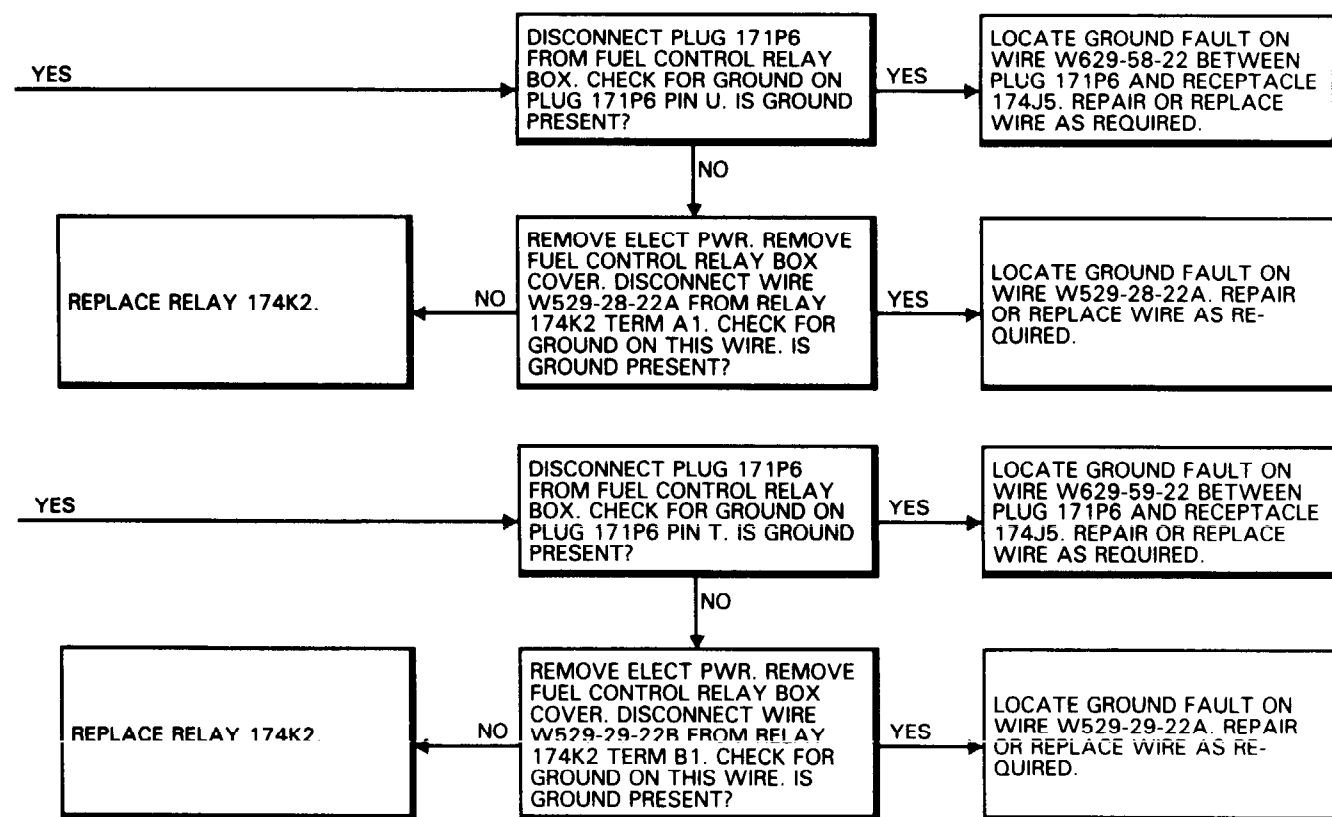 YES
DISCONNECT PLUG 171P6
FROM FUEL CONTROL RELAY
BOX. CHECK FOR GROUND ON
PLUG 171P6 PIN U. IS GROUND
PRESENT?
YES
LOCATE GROUND FAULT ON
WIRE W629-58-22 BETWEEN
PLUG 171P6 AND RECEPTACLE
174J5. REPAIR OR REPLACE
WIRE AS REQUIRED.
NO
REPLACE RELAY 174K2.
NO
REMOVE ELECT PWR. REMOVE
FUEL CONTROL RELAY BOX
COVER. DISCONNECT WIRE
W529-28-22A FROM RELAY
174K2 TERM A1. CHECK FOR
GROUND ON THIS WIRE. IS
GROUND PRESENT?
YES
LOCATE GROUND FAULT ON
WIRE W529-28-22A. REPAIR
OR REPLACE WIRE AS RE-
QUIRED.
YES
DISCONNECT PLUG 171P6
FROM FUEL CONTROL RELAY
BOX. CHECK FOR GROUND ON
PLUG 171P6 PIN T. IS GROUND
PRESENT?
YES
LOCATE GROUND FAULT ON
WIRE W629-59-22 BETWEEN
PLUG 171P6 AND RECEPTACLE
174J5. REPAIR OR REPLACE
WIRE AS REQUIRED.
NO
REPLACE RELAY 174K2.
NO
REMOVE ELECT PWR. REMOVE
FUEL CONTROL RELAY BOX
COVER. DISCONNECT WIRE
W529-29-22B FROM RELAY
174K2 TERM B1. CHECK FOR
GROUND ON THIS WIRE. IS
GROUND PRESENT?
YES
LOCATE GROUND FAULT ON
WIRE W529-29-22A. REPAIR
OR REPLACE WIRE AS RE-
QUIRED.